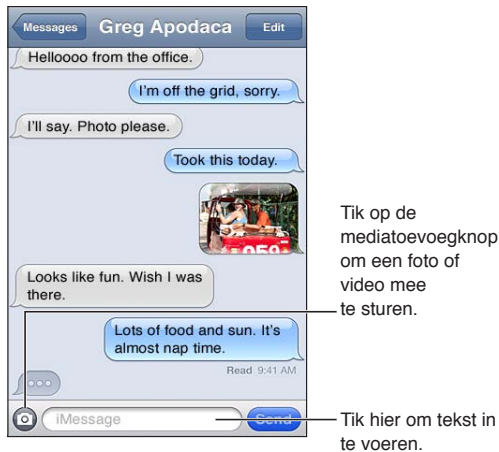 Messages Greg Apodaca Edit
Helloooo from the office.
I'm off the grid, sorry.
I'll say. Photo please.
Took this today.
059
Looks like fun. Wish I was
there.
Lots of food and sun. It's
almost nap time.
Read 9:41 AM
iMessage Send
Tik op de
mediatoevoegknop
om een foto of
video mee
te sturen.
Tik hier om tekst in
te voeren.